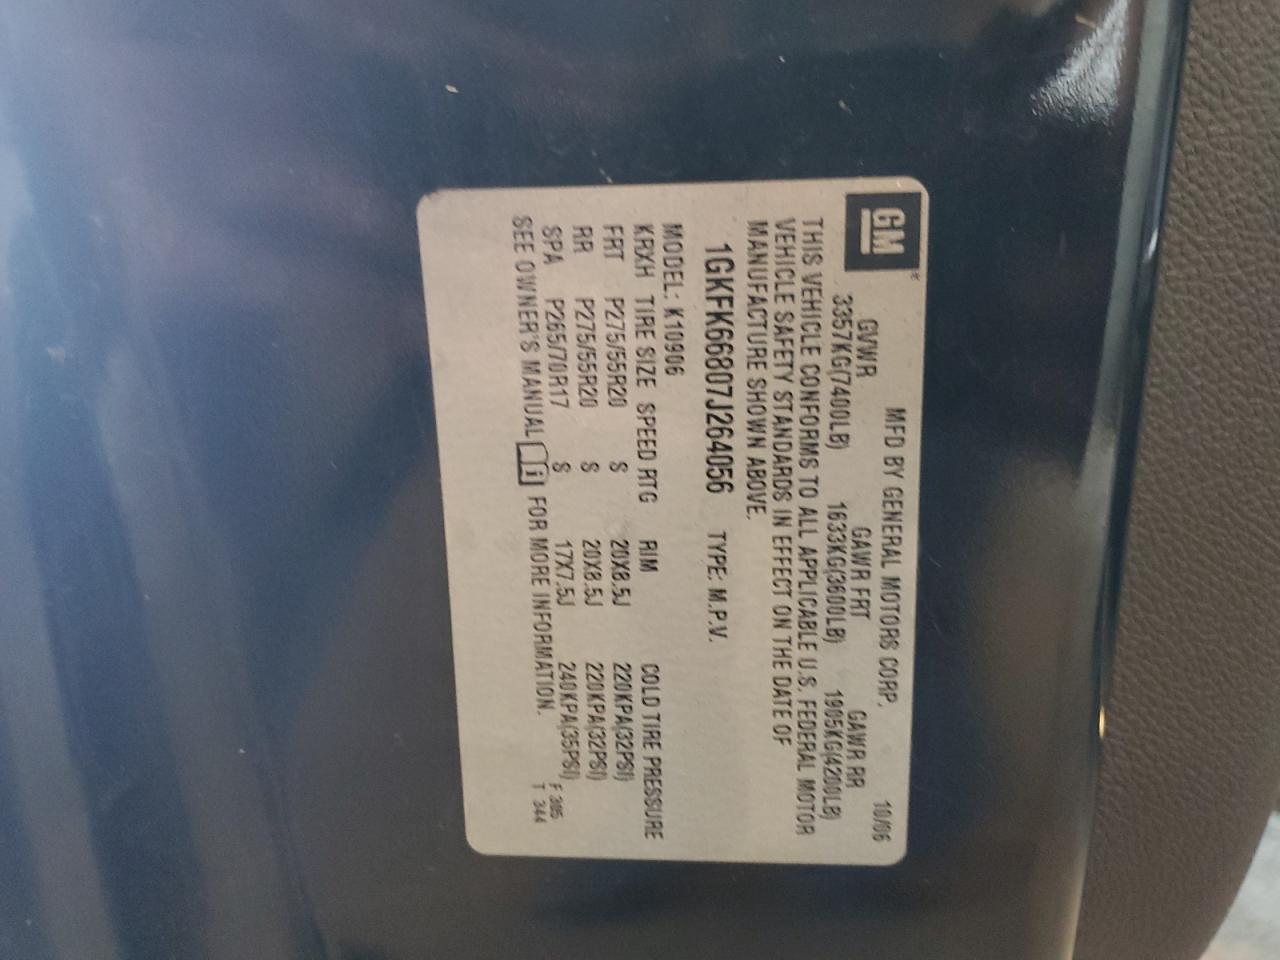 GM
MFD BY GENERAL MOTORS CORP. 10/06
GVWR GAWR FRT GAWR RR
3357KG(7400LB) 1633KG(3600LB) 1905KG(4200LB)
THIS VEHICLE CONFORMS TO ALL APPLICABLE U.S. FEDERAL MOTOR
VEHICLE SAFETY STANDARDS IN EFFECT ON THE DATE OF
MANUFACTURE SHOWN ABOVE.
1GKFK66807J264056 TYPE: M.P.V.
MODEL: K10906
KRXH TIRE SIZE SPEED RTG RIM COLD TIRE PRESSURE
FRT P275/55R20 S 20X8.5J 220KPA(32PSI)
RR P275/55R20 S 20X8.5J 220KPA(32PSI)
SPA P265/70R17 S 17X7.5J 240KPA(35PSI)
SEE OWNER'S MANUAL i FOR MORE INFORMATION.
F 385
T 344